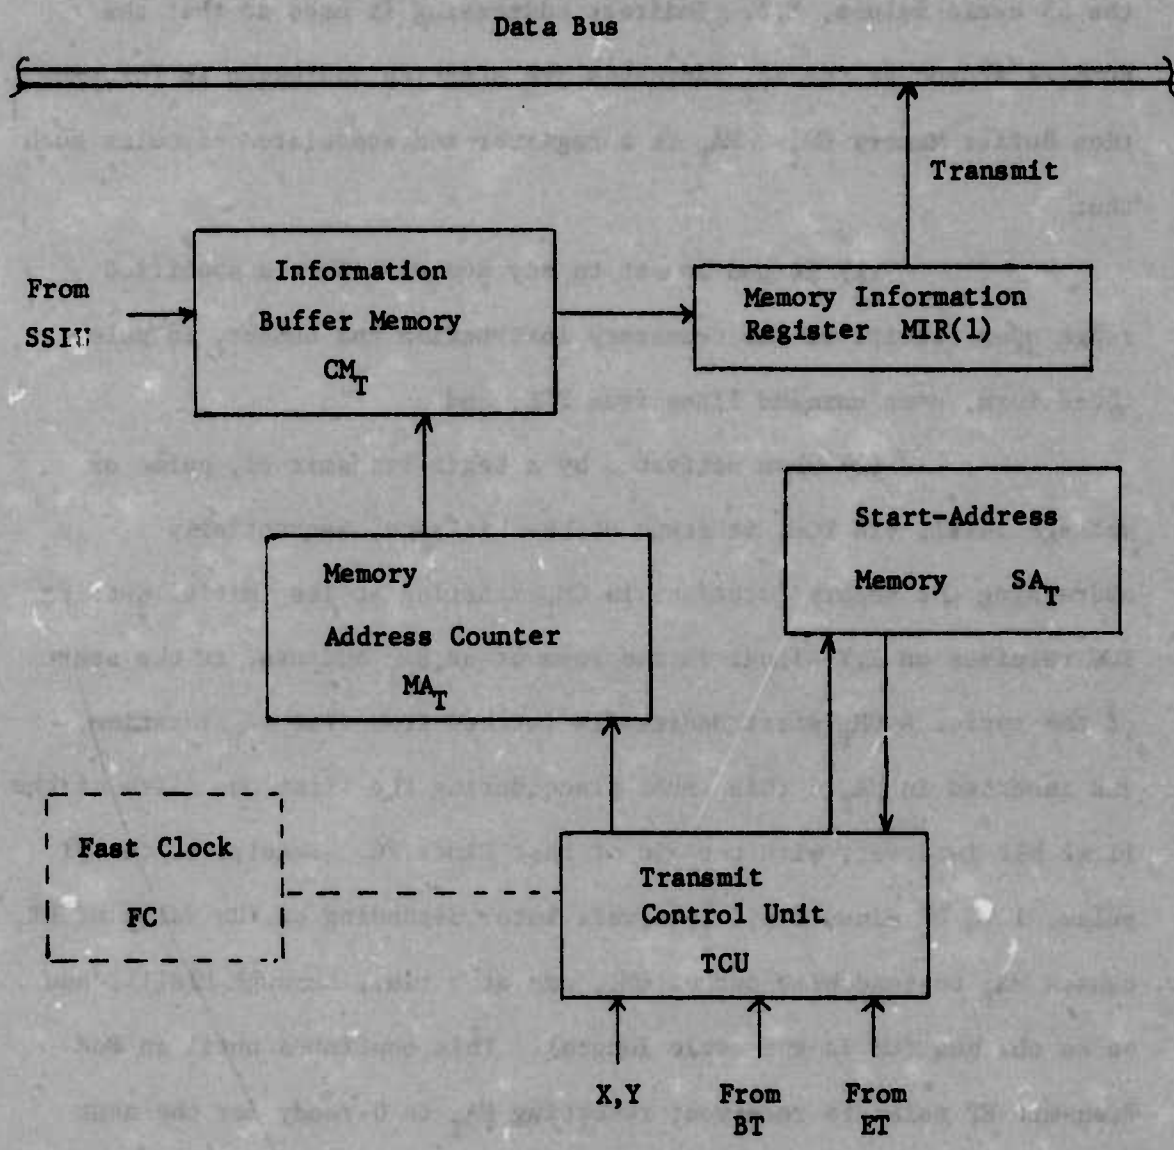 Data Bus
Transmit
From
SSIU
Information
Buffer Memory
CM_T
Memory Information
Register MIR(1)
Start-Address
Memory SA_T
Memory
Address Counter
MA_T
Fast Clock
FC
Transmit
Control Unit
TCU
X,Y
From
BT
From
ET